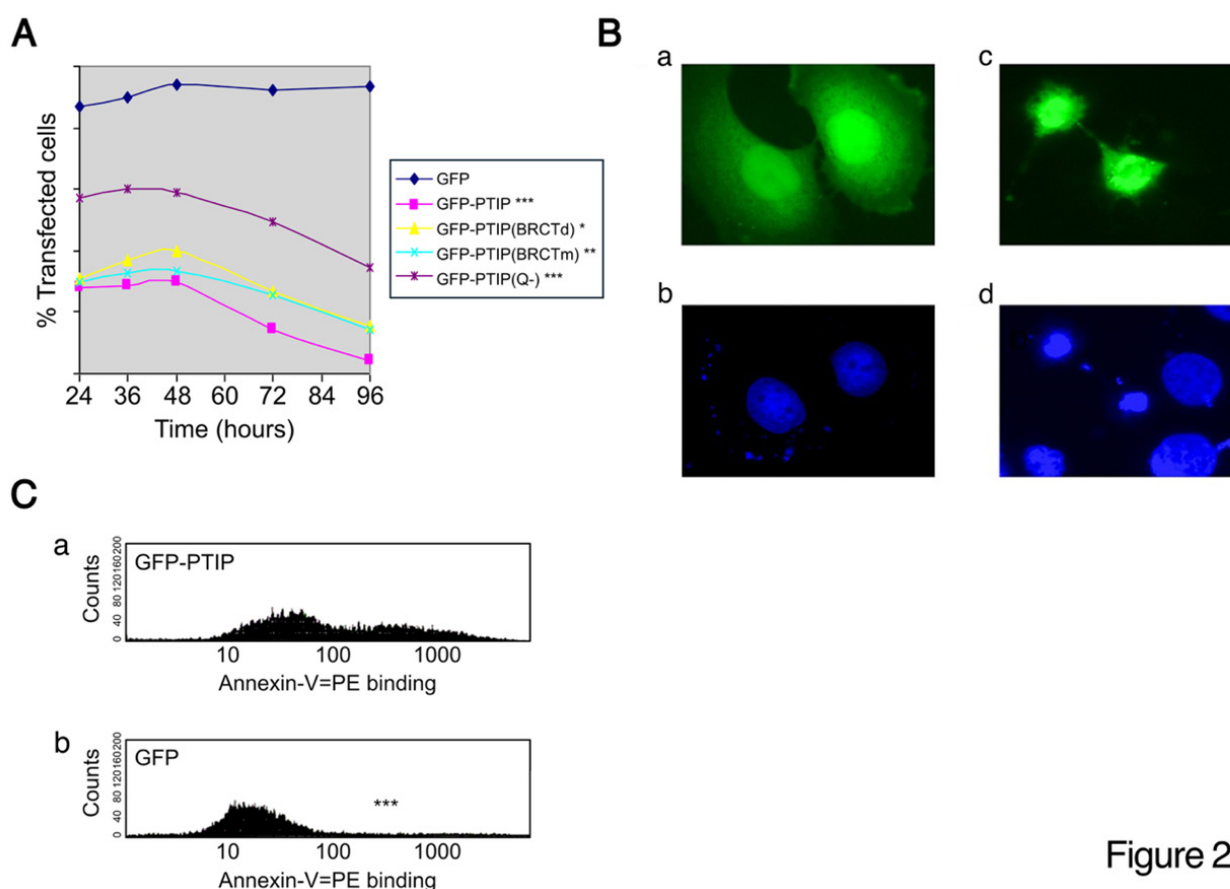 A
% Transfected cells
24 36 48 60 72 84 96
Time (hours)
GFP
GFP-PTIP ***
GFP-PTIP(BRCTd) *
GFP-PTIP(BRCTm) **
GFP-PTIP(Q-) ***
B
a
c
b
d
C
a
GFP-PTIP
Counts
0 40 80 120 160 200
10 100 1000
Annexin-V=PE binding
b
GFP
***
Counts
0 40 80 120 160 200
10 100 1000
Annexin-V=PE binding
Figure 2